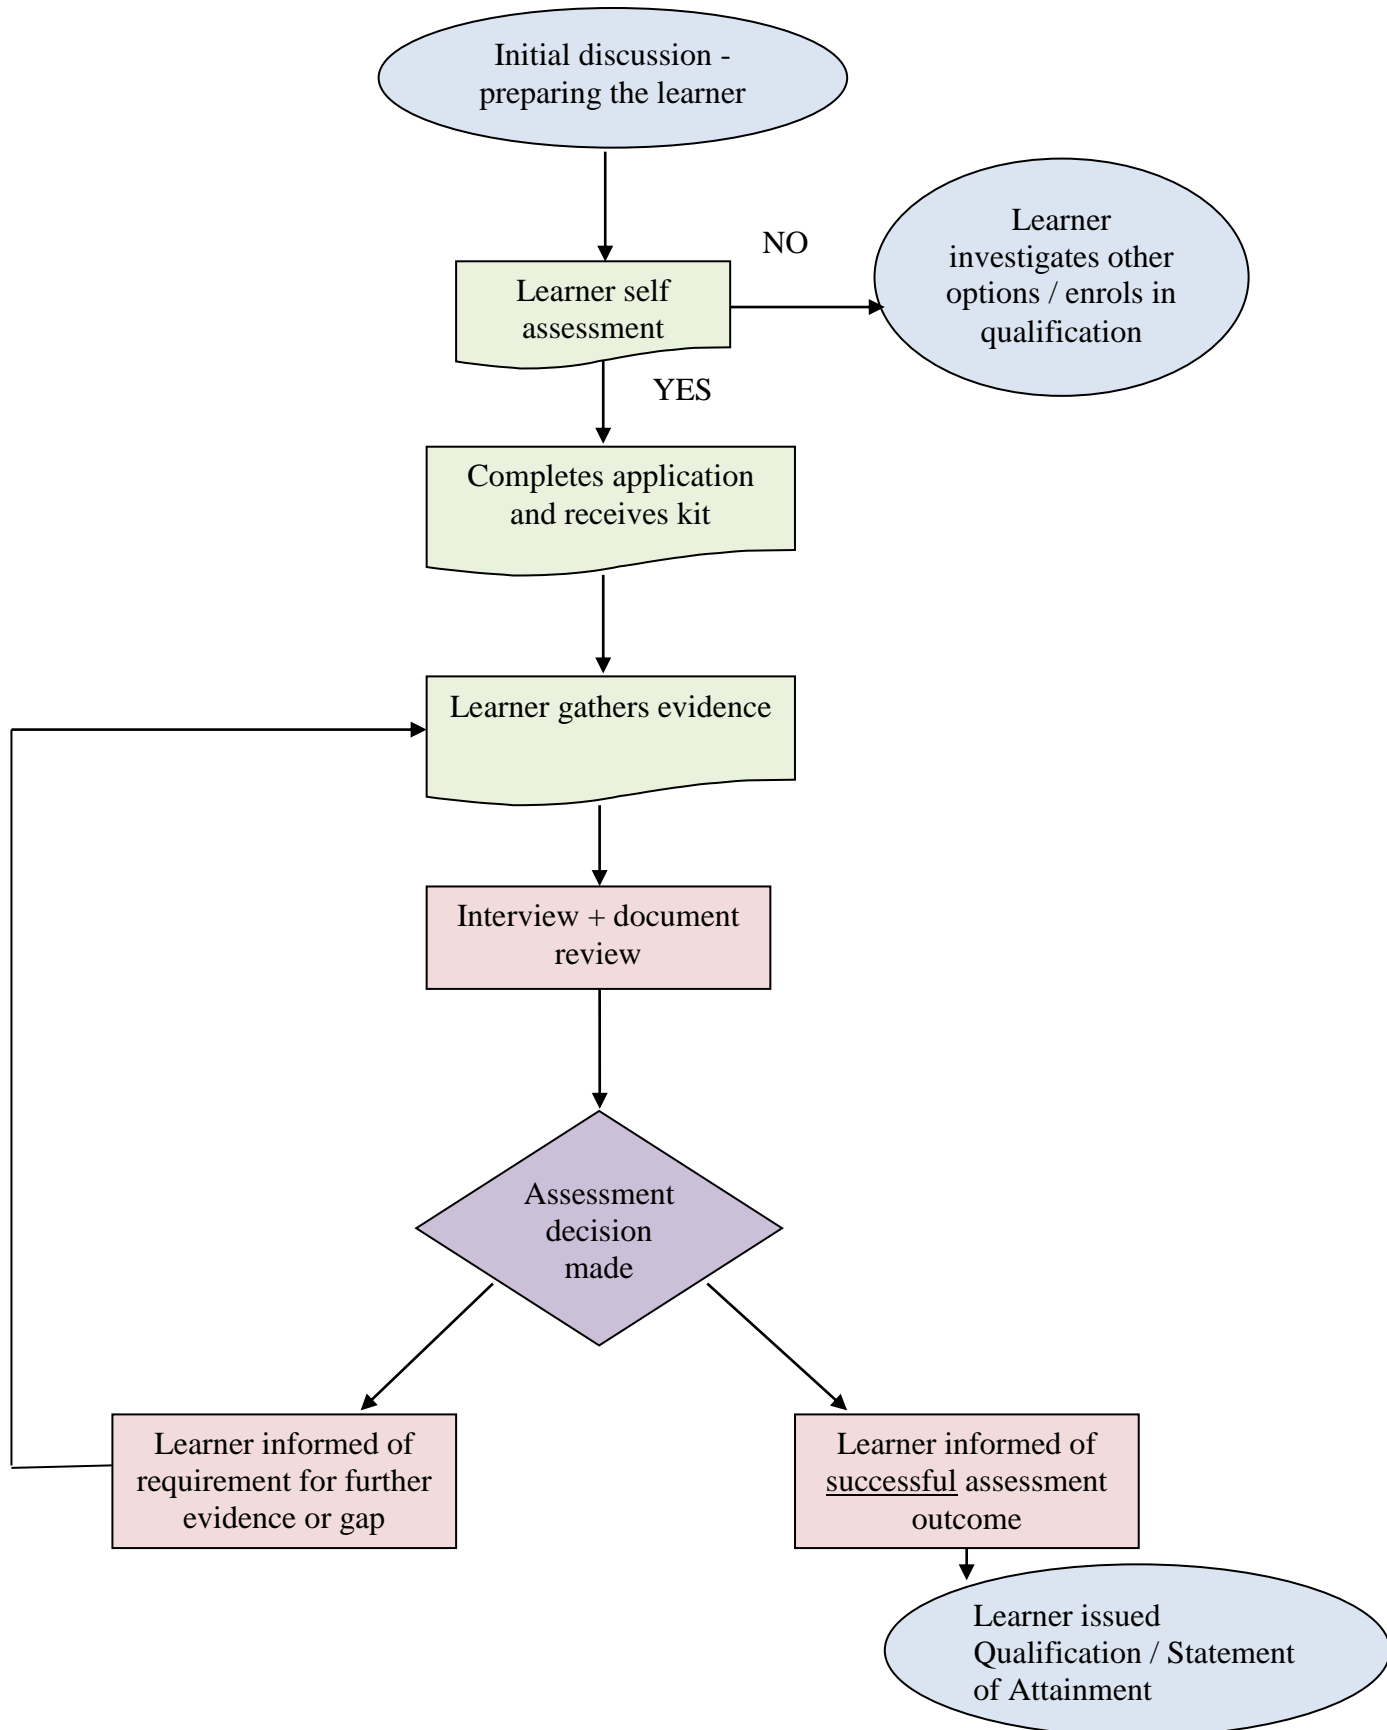 Initial discussion -
preparing the learner
NO
Learner
investigates other
options / enrols in
qualification
Learner self
assessment
YES
Completes application
and receives kit
Learner gathers evidence
Interview + document
review
Assessment
decision
made
Learner informed of
requirement for further
evidence or gap
Learner informed of
successful assessment
outcome
Learner issued
Qualification / Statement
of Attainment